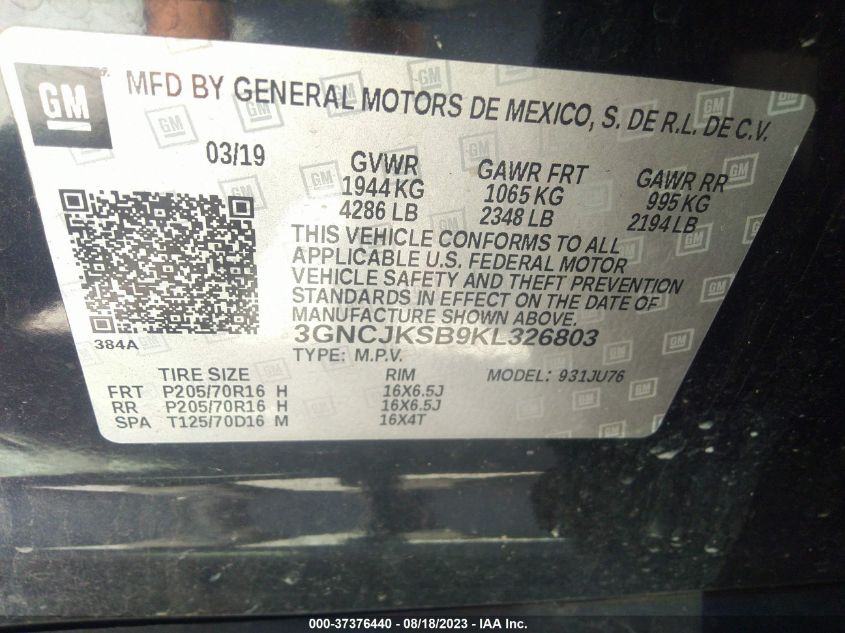 GM
MFD BY GENERAL MOTORS DE MEXICO, S. DE R.L. DE C.V.
03/19
GVWR GAWR FRT GAWR RR
1944 KG 1065 KG 995 KG
4286 LB 2348 LB 2194 LB
THIS VEHICLE CONFORMS TO ALL
APPLICABLE U.S. FEDERAL MOTOR
VEHICLE SAFETY AND THEFT PREVENTION
STANDARDS IN EFFECT ON THE DATE OF
MANUFACTURE SHOWN ABOVE.
384A
3GNCJKSB9KL326803
TYPE: M.P.V.
TIRE SIZE RIM MODEL: 931JU76
FRT P205/70R16 H 16X6.5J
RR P205/70R16 H 16X6.5J
SPA T125/70D16 M 16X4T
000-37376440 - 08/18/2023 - IAA Inc.